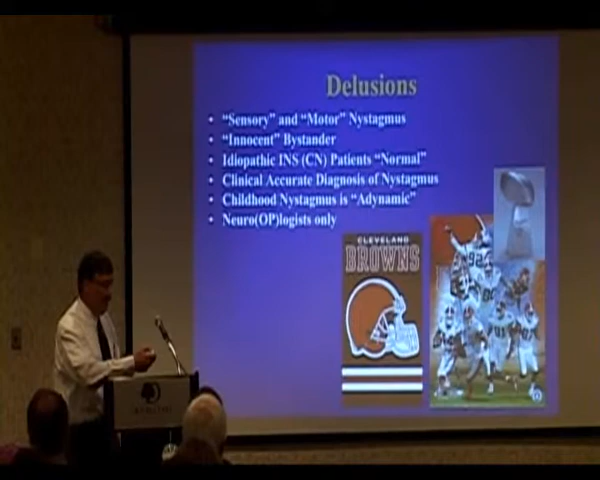 Delusions
• "Sensory" and "Motor" Nystagmus
• "Innocent" Bystander
• Idiopathic INS (CN) Patients "Normal"
• Clinical Accurate Diagnosis of Nystagmus
• Childhood Nystagmus is "Adynamic"
• Neuro(OP)logists only
CLEVELAND
BROWNS